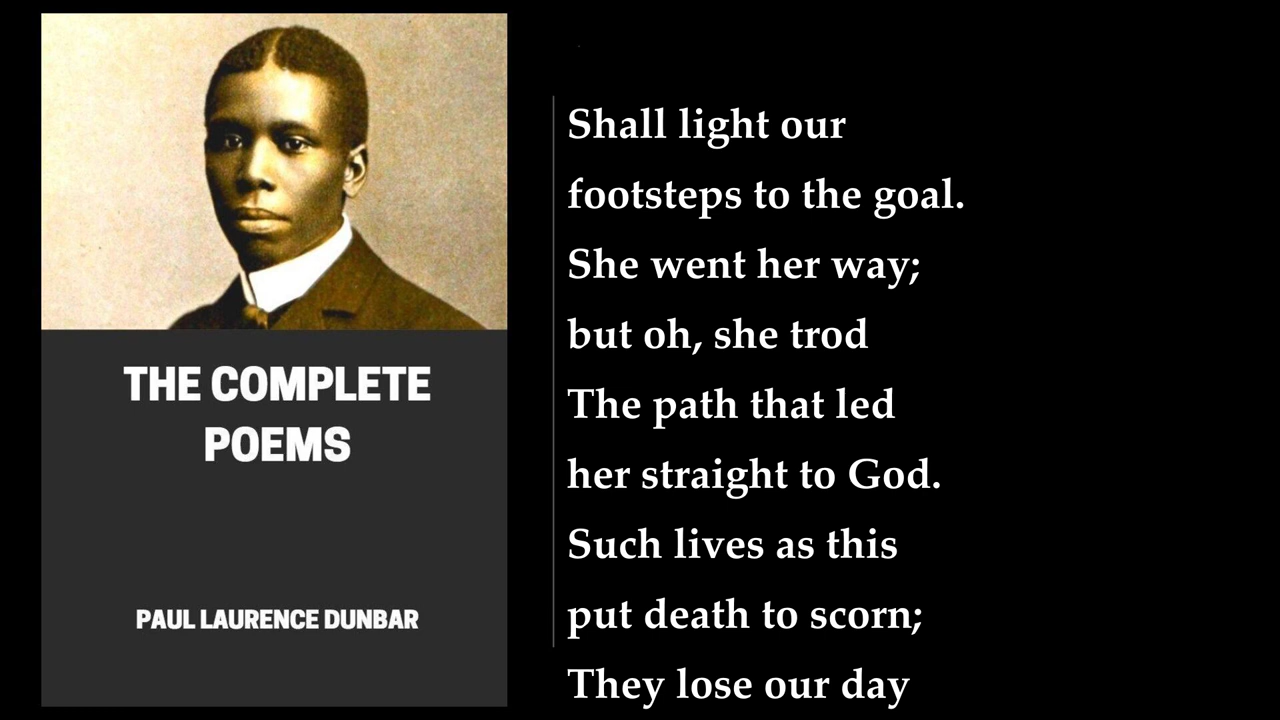 THE COMPLETE
POEMS
PAUL LAURENCE DUNBAR
Shall light our
footsteps to the goal.
She went her way;
but oh, she trod
The path that led
her straight to God.
Such lives as this
put death to scorn;
They lose our day